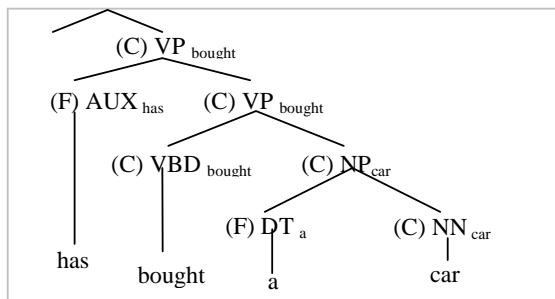 (C) VP bought
(F) AUX has (C) VP bought
(C) VBD bought (C) NP car
(F) DT a (C) NN car
has bought a car